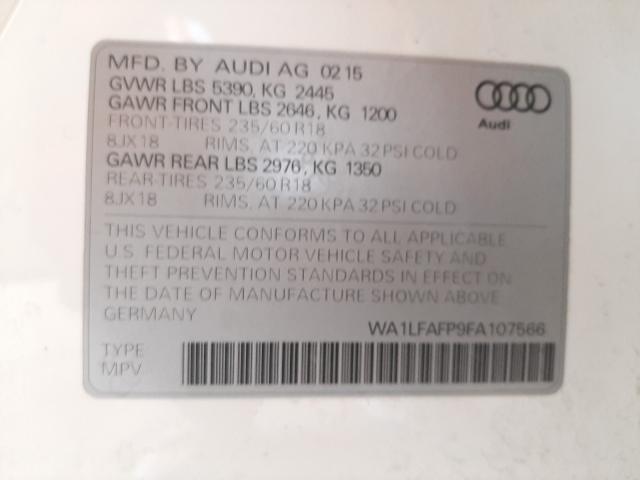 MFD. BY AUDI AG 02 15
GVWR LBS 5390, KG 2445
GAWR FRONT LBS 2646, KG 1200
FRONT-TIRES 235/60 R18
8JX18 RIMS, AT 220 KPA 32 PSI COLD
GAWR REAR LBS 2976, KG 1350
REAR-TIRES 235/60 R18
8JX18 RIMS, AT 220 KPA 32 PSI COLD
Audi
THIS VEHICLE CONFORMS TO ALL APPLICABLE
U.S. FEDERAL MOTOR VEHICLE SAFETY AND
THEFT PREVENTION STANDARDS IN EFFECT ON
THE DATE OF MANUFACTURE SHOWN ABOVE
GERMANY
WA1LFAFP9FA107566
TYPE
MPV